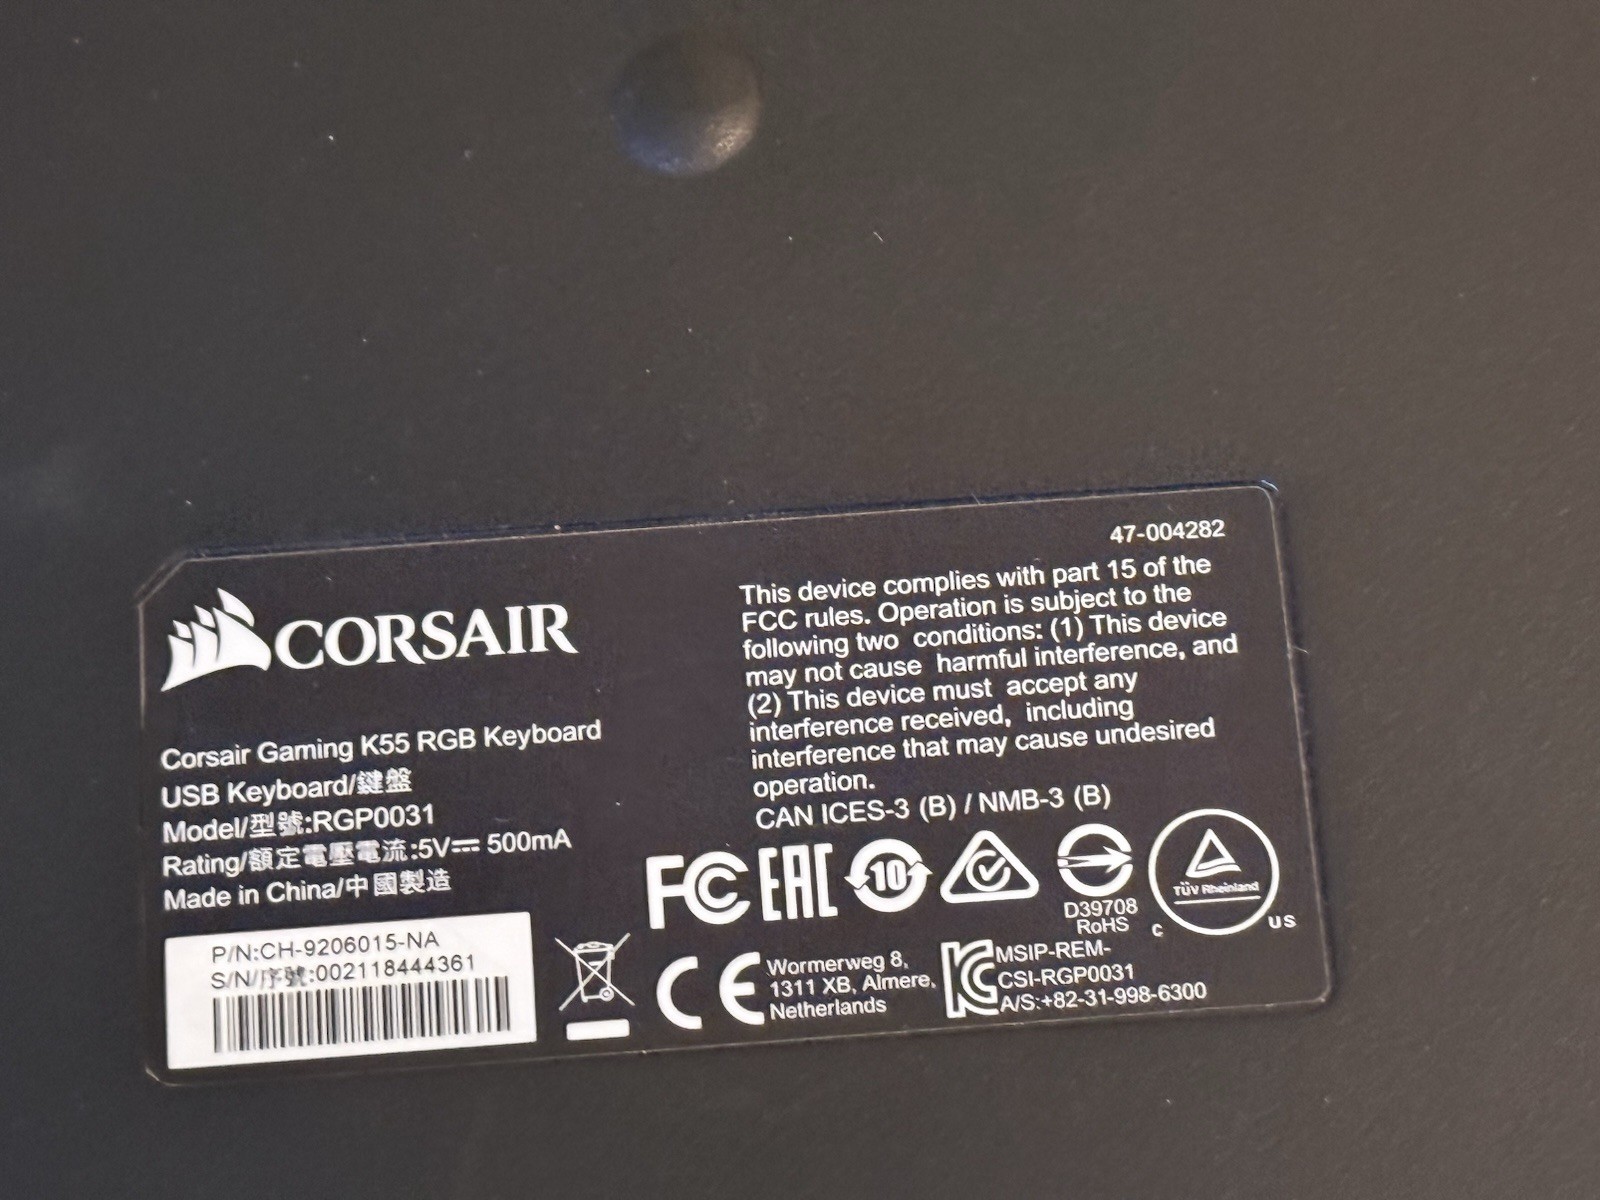 47-004282
CORSAIR
Corsair Gaming K55 RGB Keyboard
USB Keyboard/鍵盤
Model/型號:RGP0031
Rating/額定電壓電流:5V⎓ 500mA
Made in China/中國製造
P/N:CH-9206015-NA
S/N/序號:002118444361
This device complies with part 15 of the
FCC rules. Operation is subject to the
following two conditions: (1) This device
may not cause harmful interference, and
(2) This device must accept any
interference received, including
interference that may cause undesired
operation.
CAN ICES-3 (B) / NMB-3 (B)
FC EAC 10
D39708
RoHS
TÜV Rheinland
C US
CE
Wormerweg 8,
1311 XB, Almere,
Netherlands
KC
MSIP-REM-
CSI-RGP0031
A/S:+82-31-998-6300